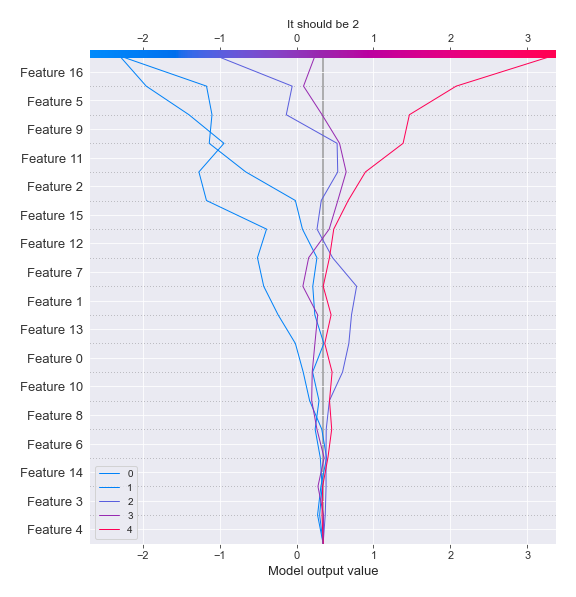 It should be 2
−2 −1 0 1 2 3
Feature 16
Feature 5
Feature 9
Feature 11
Feature 2
Feature 15
Feature 12
Feature 7
Feature 1
Feature 13
Feature 0
Feature 10
Feature 8
Feature 6
Feature 14
Feature 3
Feature 4
0
1
2
3
4
−2 −1 0 1 2 3
Model output value